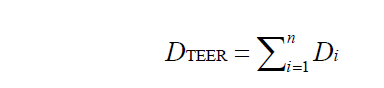 D_TEER = ∑_{i=1}^{n} D_i